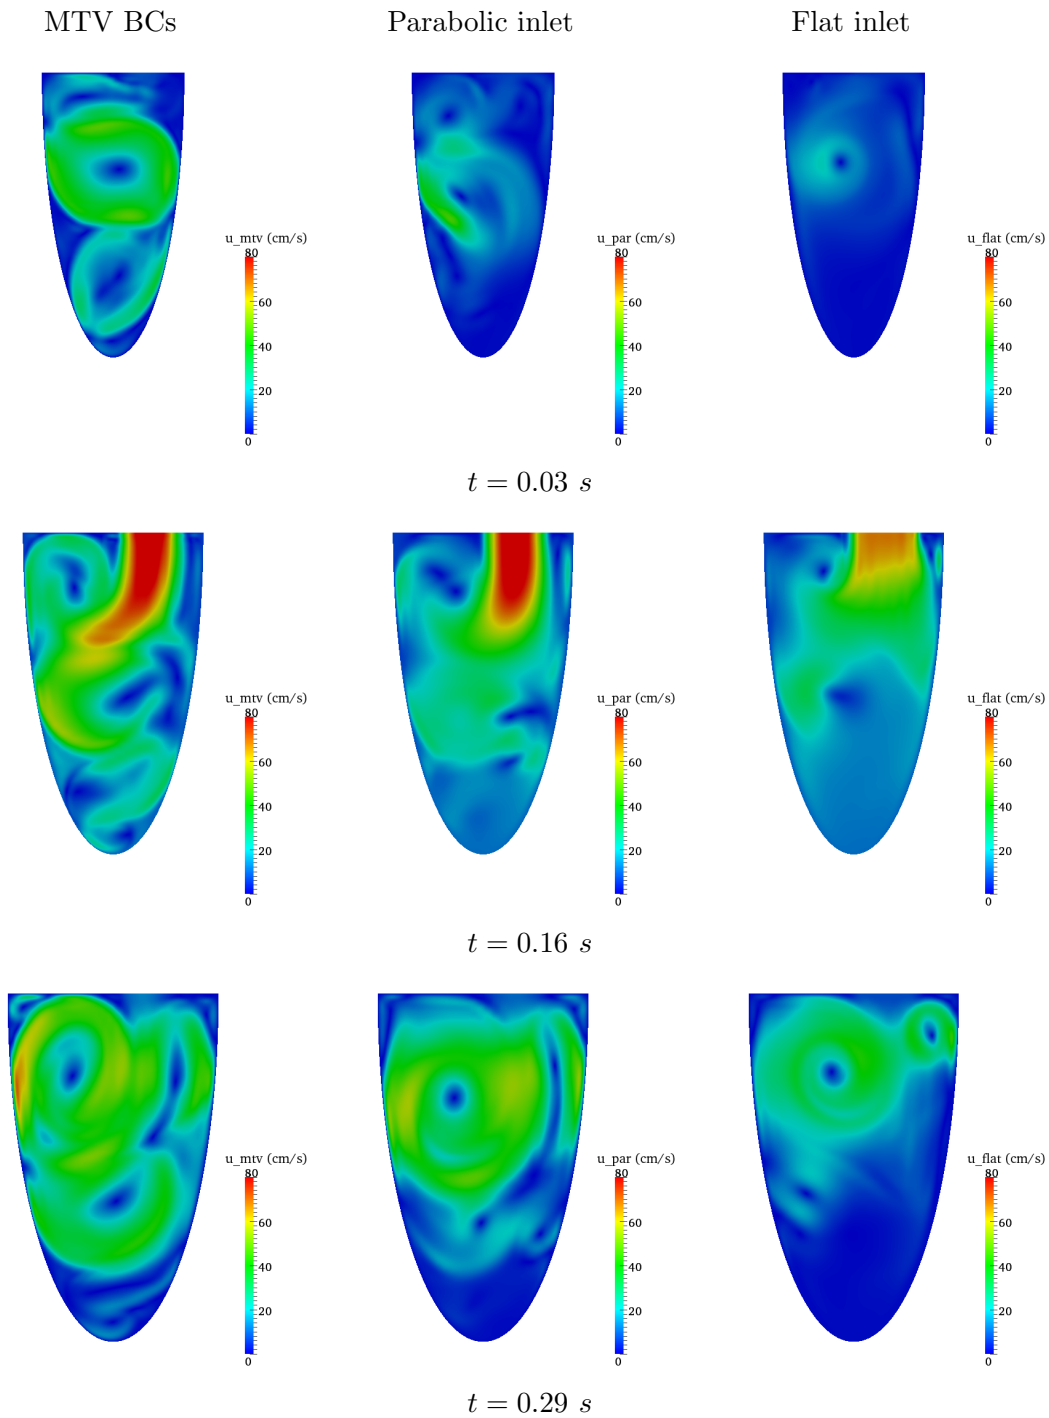 MTV BCs Parabolic inlet Flat inlet
u_mtv (cm/s) u_par (cm/s) u_flat (cm/s)
80 80 80
60 60 60
40 40 40
20 20 20
0 0 0
t = 0.03 s
u_mtv (cm/s) u_par (cm/s) u_flat (cm/s)
80 80 80
60 60 60
40 40 40
20 20 20
0 0 0
t = 0.16 s
u_mtv (cm/s) u_par (cm/s) u_flat (cm/s)
80 80 80
60 60 60
40 40 40
20 20 20
0 0 0
t = 0.29 s